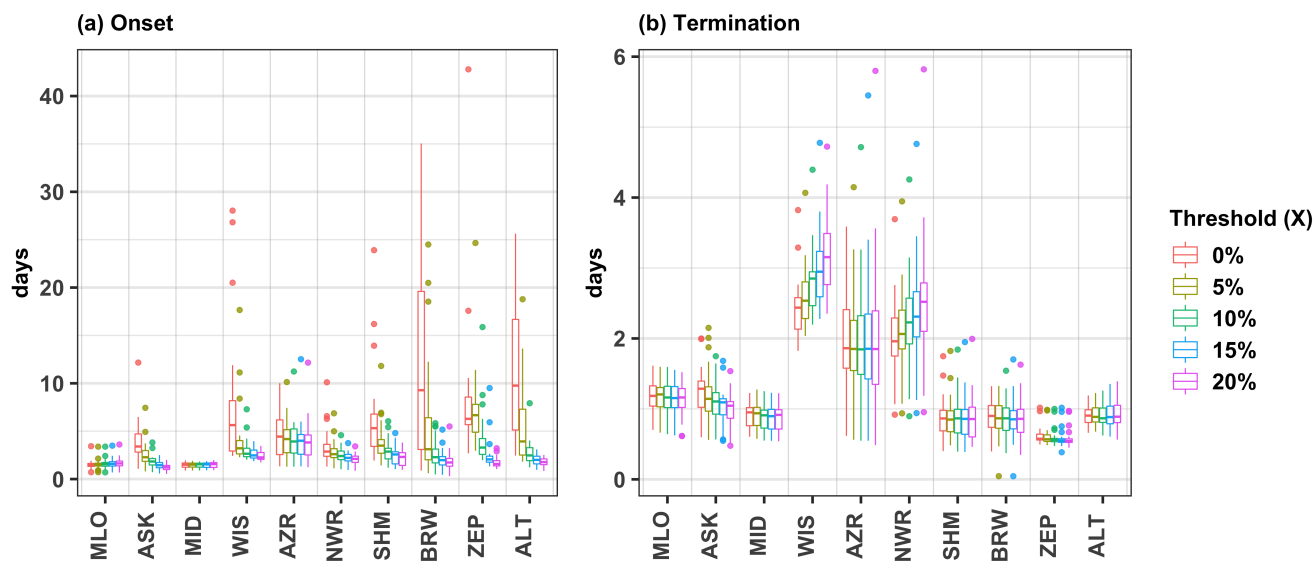 (a) Onset
(b) Termination
days
40
30
20
10
0
MLO
ASK
MID
WIS
AZR
NWR
SHM
BRW
ZEP
ALT
days
6
4
2
0
MLO
ASK
MID
WIS
AZR
NWR
SHM
BRW
ZEP
ALT
Threshold (X)
0%
5%
10%
15%
20%